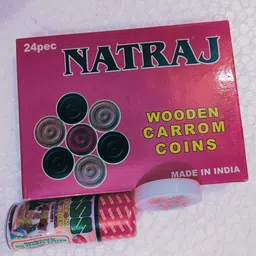 24pec
NATRAJ
WOODEN
CARROM
COINS
MADE IN INDIA